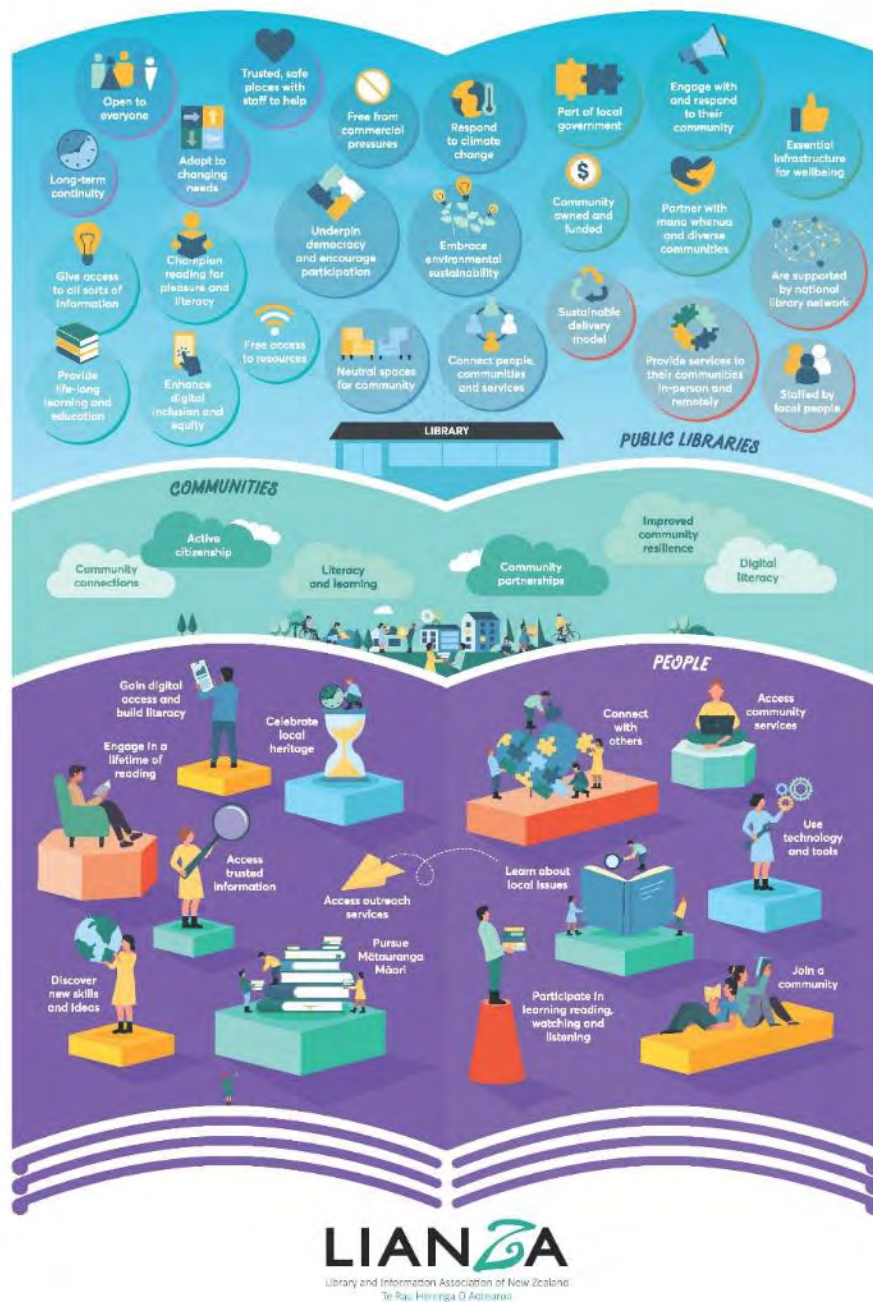 Open to
everyone
Trusted, safe
places with
staff to help
Free from
commercial
pressures
Respond
to climate
change
Part of local
government
Engage with
and respond
to their
community
Essential
infrastructure
for wellbeing
Long-term
continuity
Adapt to
changing
needs
Underpin
democracy
and encourage
participation
Embrace
environmental
sustainability
$
Community
owned and
funded
Partner with
mana whenua
and diverse
communities
Give access
to all sorts of
information
Champion
reading for
pleasure and
literacy
Are supported
by national
library network
Provide
life-long
learning and
education
Enhance
digital
inclusion and
equity
Free access
to resources
Neutral spaces
for community
Connect people,
communities
and services
Sustainable
delivery
model
Provide services to
their communities
in-person and
remotely
Staffed by
local people
LIBRARY
PUBLIC LIBRARIES
COMMUNITIES
Community
connections
Active
citizenship
Literacy
and learning
Community
partnerships
Improved
community
resilience
Digital
literacy
PEOPLE
Gain digital
access and
build literacy
Celebrate
local
heritage
Engage in a
lifetime of
reading
Access
trusted
information
Access outreach
services
Discover
new skills
and ideas
Pursue
Mātauranga
Māori
Connect
with
others
Access
community
services
Use
technology
and tools
Learn about
local issues
Participate in
learning reading,
watching and
listening
Join a
community
LIANZA
Library and Information Association of New Zealand
Te Rau Herenga O Aotearoa